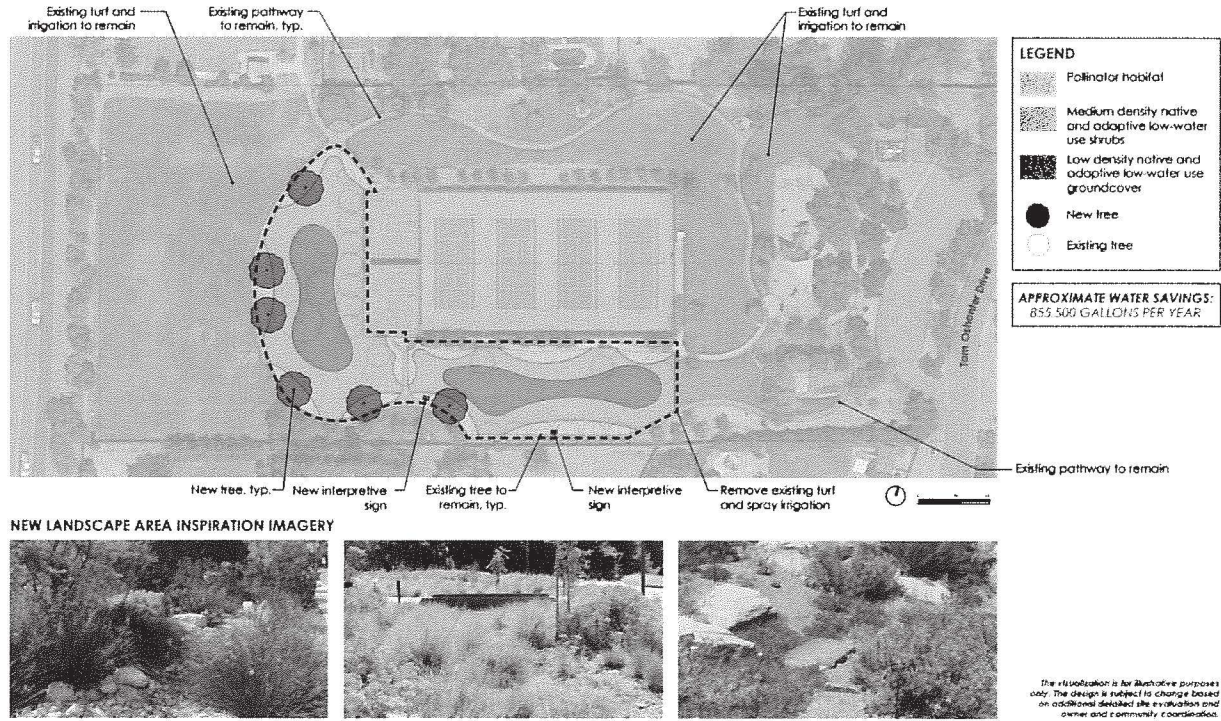 Existing turf and
irrigation to remain
Existing pathway
to remain, typ.
Existing turf and
irrigation to remain
LEGEND
Pollinator habitat
Medium density native
and adaptive low-water
use shrubs
Low density native and
adaptive low-water use
groundcover
New tree
Existing tree
APPROXIMATE WATER SAVINGS:
855,500 GALLONS PER YEAR
Drive
Existing pathway to remain
New tree, typ.
New interpretive
sign
Existing tree to
remain, typ.
New interpretive
sign
Remove existing turf
and spray irrigation
NEW LANDSCAPE AREA INSPIRATION IMAGERY
The visualization is for illustrative purposes
only. The design is subject to change based
on additional detailed site evaluation and
owner and community coordination.